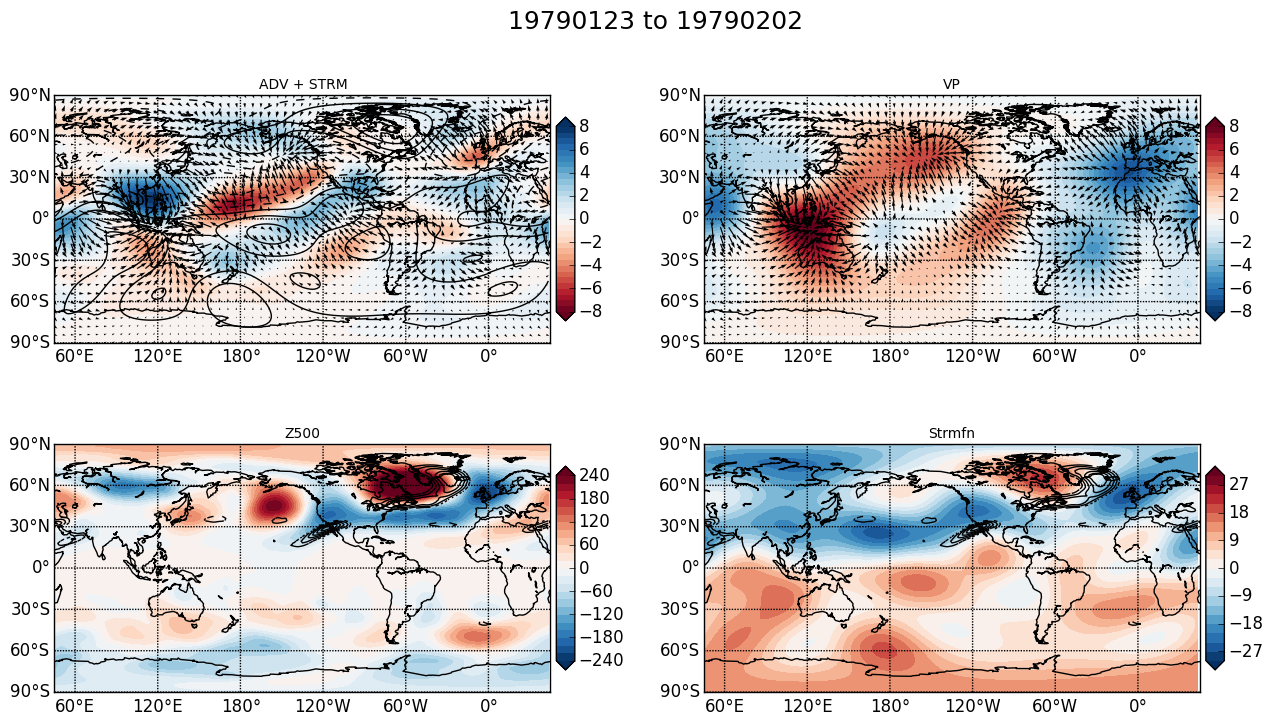 19790123 to 19790202
ADV + STRM
90°N
60°N
30°N
0°
30°S
60°S
90°S
60°E 120°E 180° 120°W 60°W 0°
8
6
4
2
0
−2
−4
−6
−8
VP
90°N
60°N
30°N
0°
30°S
60°S
90°S
60°E 120°E 180° 120°W 60°W 0°
8
6
4
2
0
−2
−4
−6
−8
Z500
90°N
60°N
30°N
0°
30°S
60°S
90°S
60°E 120°E 180° 120°W 60°W 0°
240
180
120
60
0
−60
−120
−180
−240
Strmfn
90°N
60°N
30°N
0°
30°S
60°S
90°S
60°E 120°E 180° 120°W 60°W 0°
27
18
9
0
−9
−18
−27